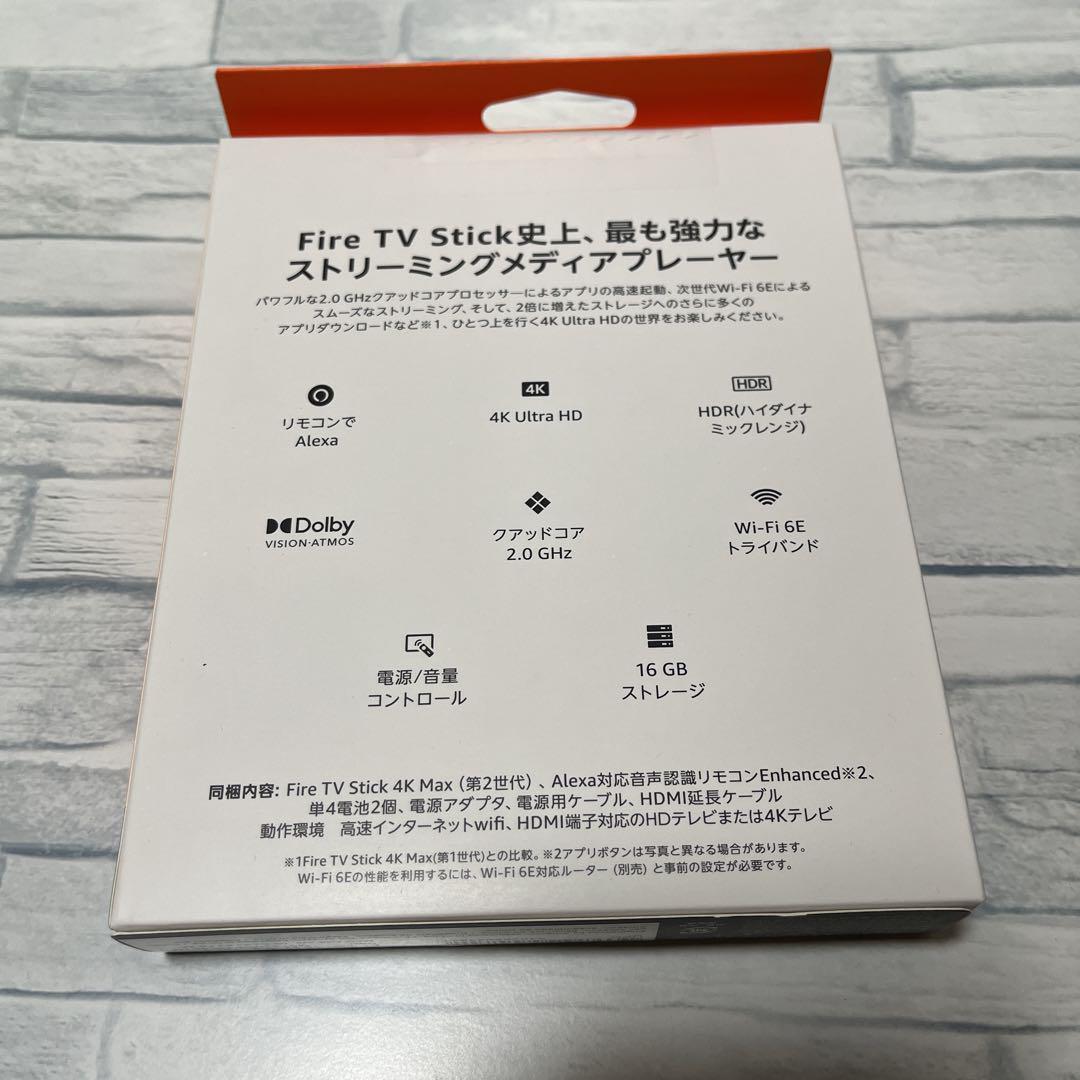 Fire TV Stick史上、最も強力な
ストリーミングメディアプレーヤー
パワフルな2.0 GHzクアッドコアプロセッサーによるアプリの高速起動、次世代Wi-Fi 6Eによる
スムーズなストリーミング、そして、2倍に増えたストレージへのさらに多くの
アプリダウンロードなど※1、ひとつ上を行く4K Ultra HDの世界をお楽しみください。
リモコンで
Alexa
4K
4K Ultra HD
HDR
HDR(ハイダイナ
ミックレンジ)
Dolby
VISION·ATMOS
クアッドコア
2.0 GHz
Wi-Fi 6E
トライバンド
電源/音量
コントロール
16 GB
ストレージ
同梱内容: Fire TV Stick 4K Max（第2世代）、Alexa対応音声認識リモコンEnhanced※2、
単4電池2個、電源アダプタ、電源用ケーブル、HDMI延長ケーブル
動作環境　高速インターネットwifi、HDMI端子対応のHDテレビまたは4Kテレビ
※1Fire TV Stick 4K Max(第1世代)との比較。※2アプリボタンは写真と異なる場合があります。
Wi-Fi 6Eの性能を利用するには、Wi-Fi 6E対応ルーター（別売）と事前の設定が必要です。